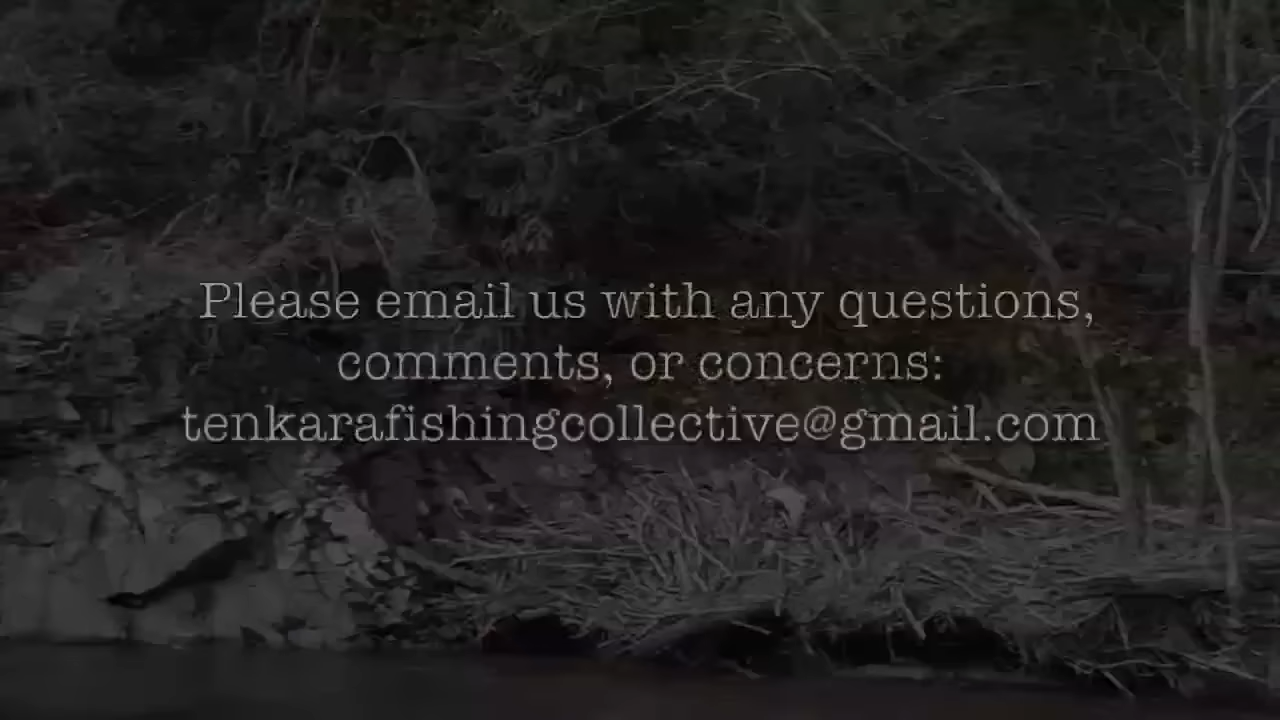 Please email us with any questions,
comments, or concerns:
tenkarafishingcollective@gmail.com